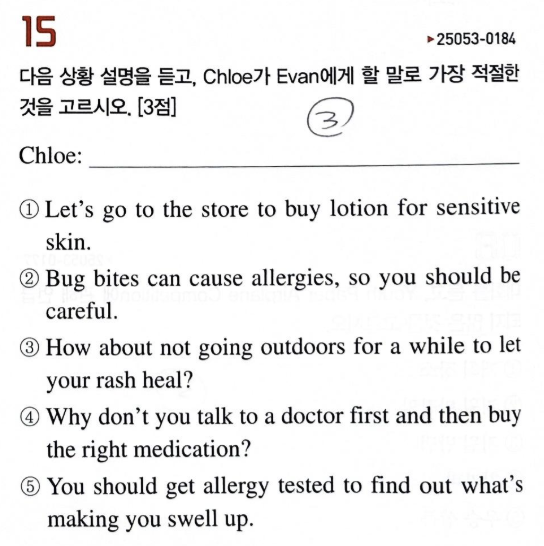 15
▶25053-0184
다음 상황 설명을 듣고, Chloe가 Evan에게 할 말로 가장 적절한
것을 고르시오. [3점]
③
Chloe:
① Let's go to the store to buy lotion for sensitive
skin.
② Bug bites can cause allergies, so you should be
careful.
③ How about not going outdoors for a while to let
your rash heal?
④ Why don't you talk to a doctor first and then buy
the right medication?
⑤ You should get allergy tested to find out what's
making you swell up.